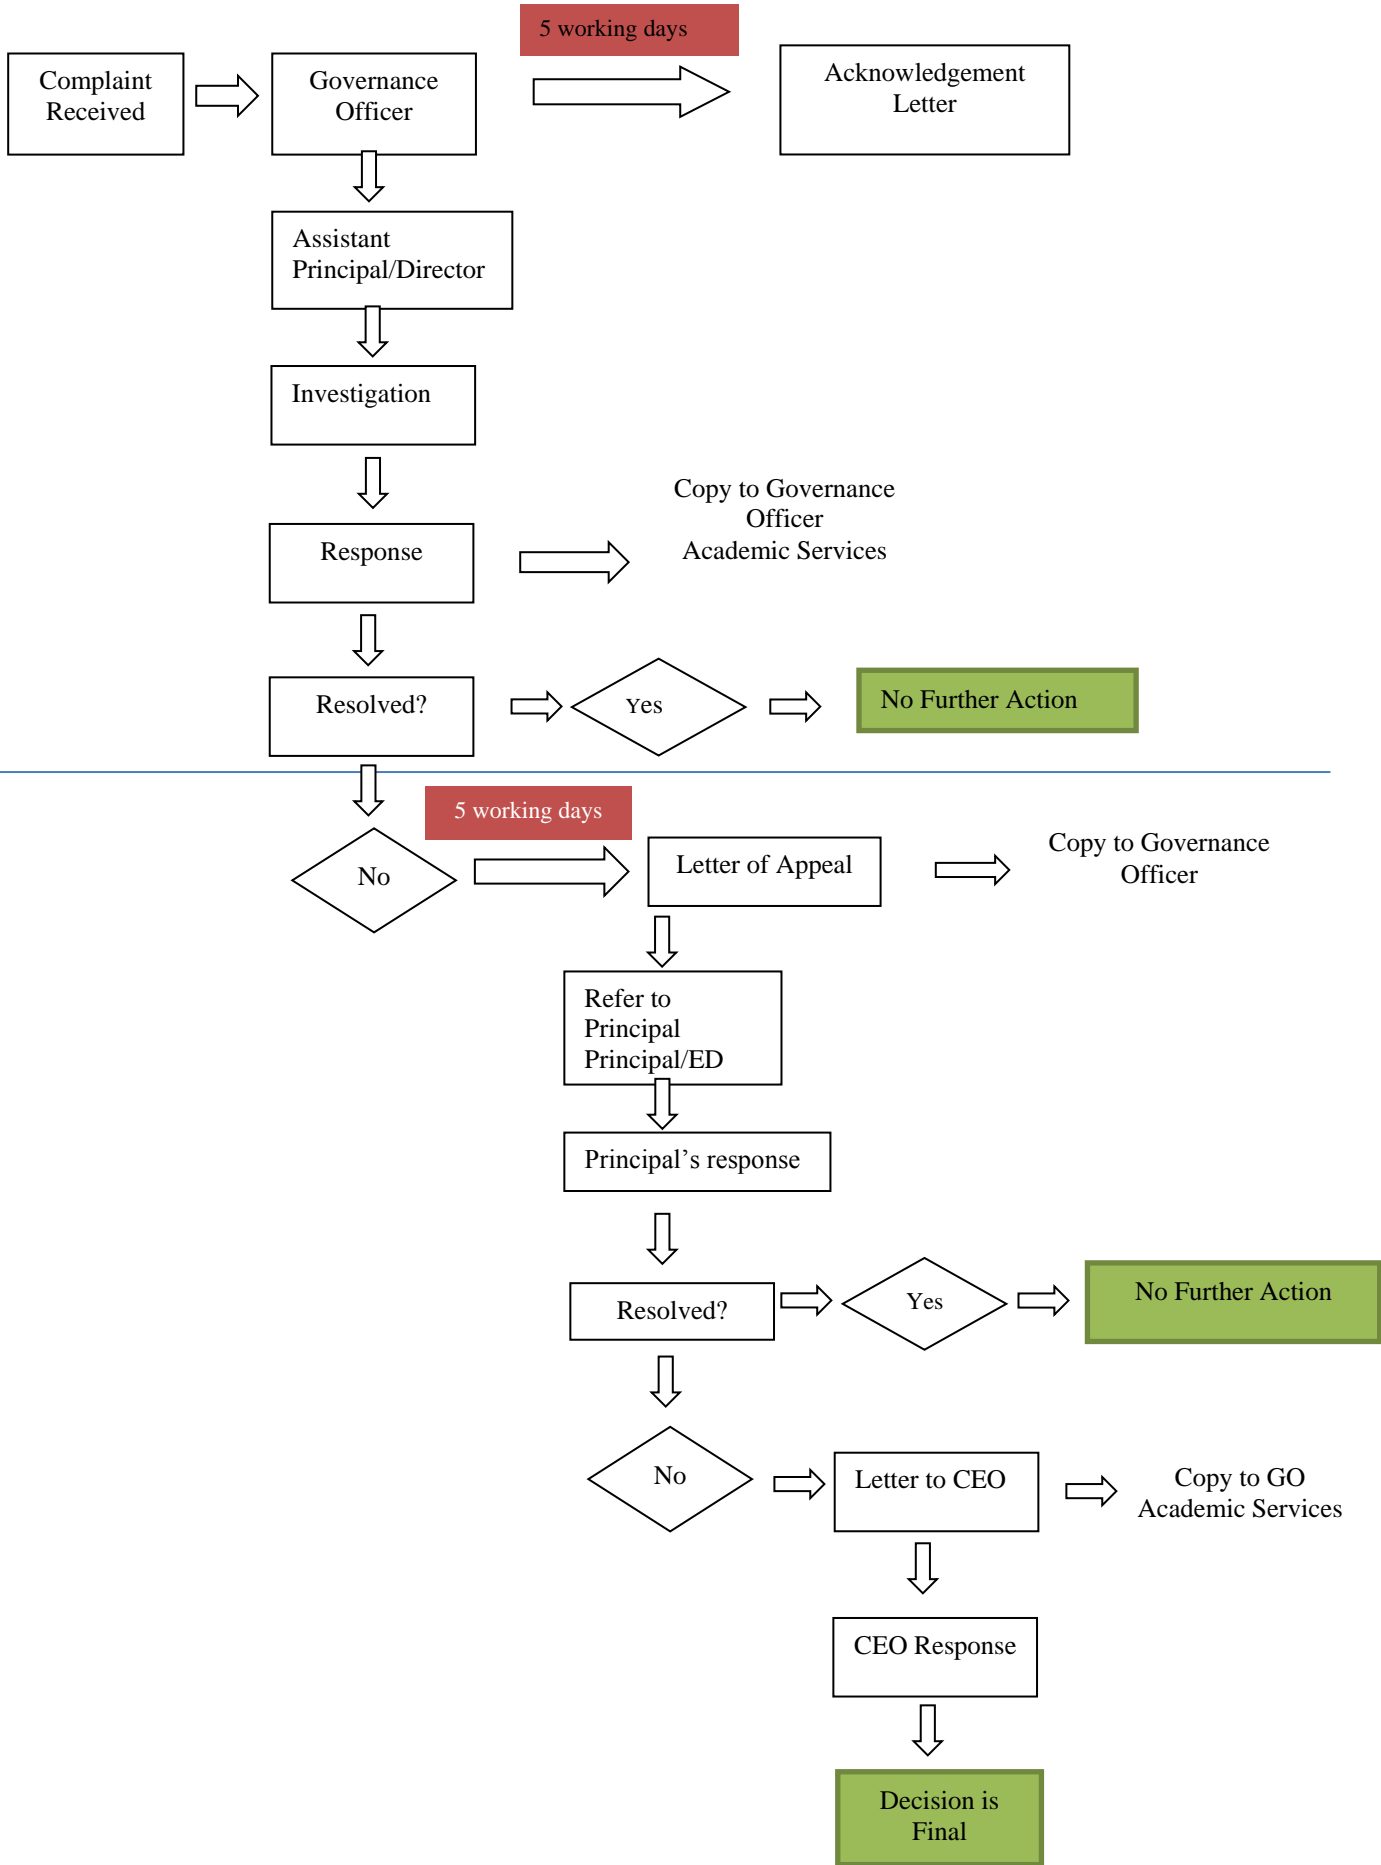 5 working days
Complaint
Received
Governance
Officer
Acknowledgement
Letter
Assistant
Principal/Director
Investigation
Copy to Governance
Officer
Academic Services
Response
Resolved?
Yes
No Further Action
5 working days
No
Letter of Appeal
Copy to Governance
Officer
Refer to
Principal
Principal/ED
Principal’s response
Resolved?
Yes
No Further Action
No
Letter to CEO
Copy to GO
Academic Services
CEO Response
Decision is
Final